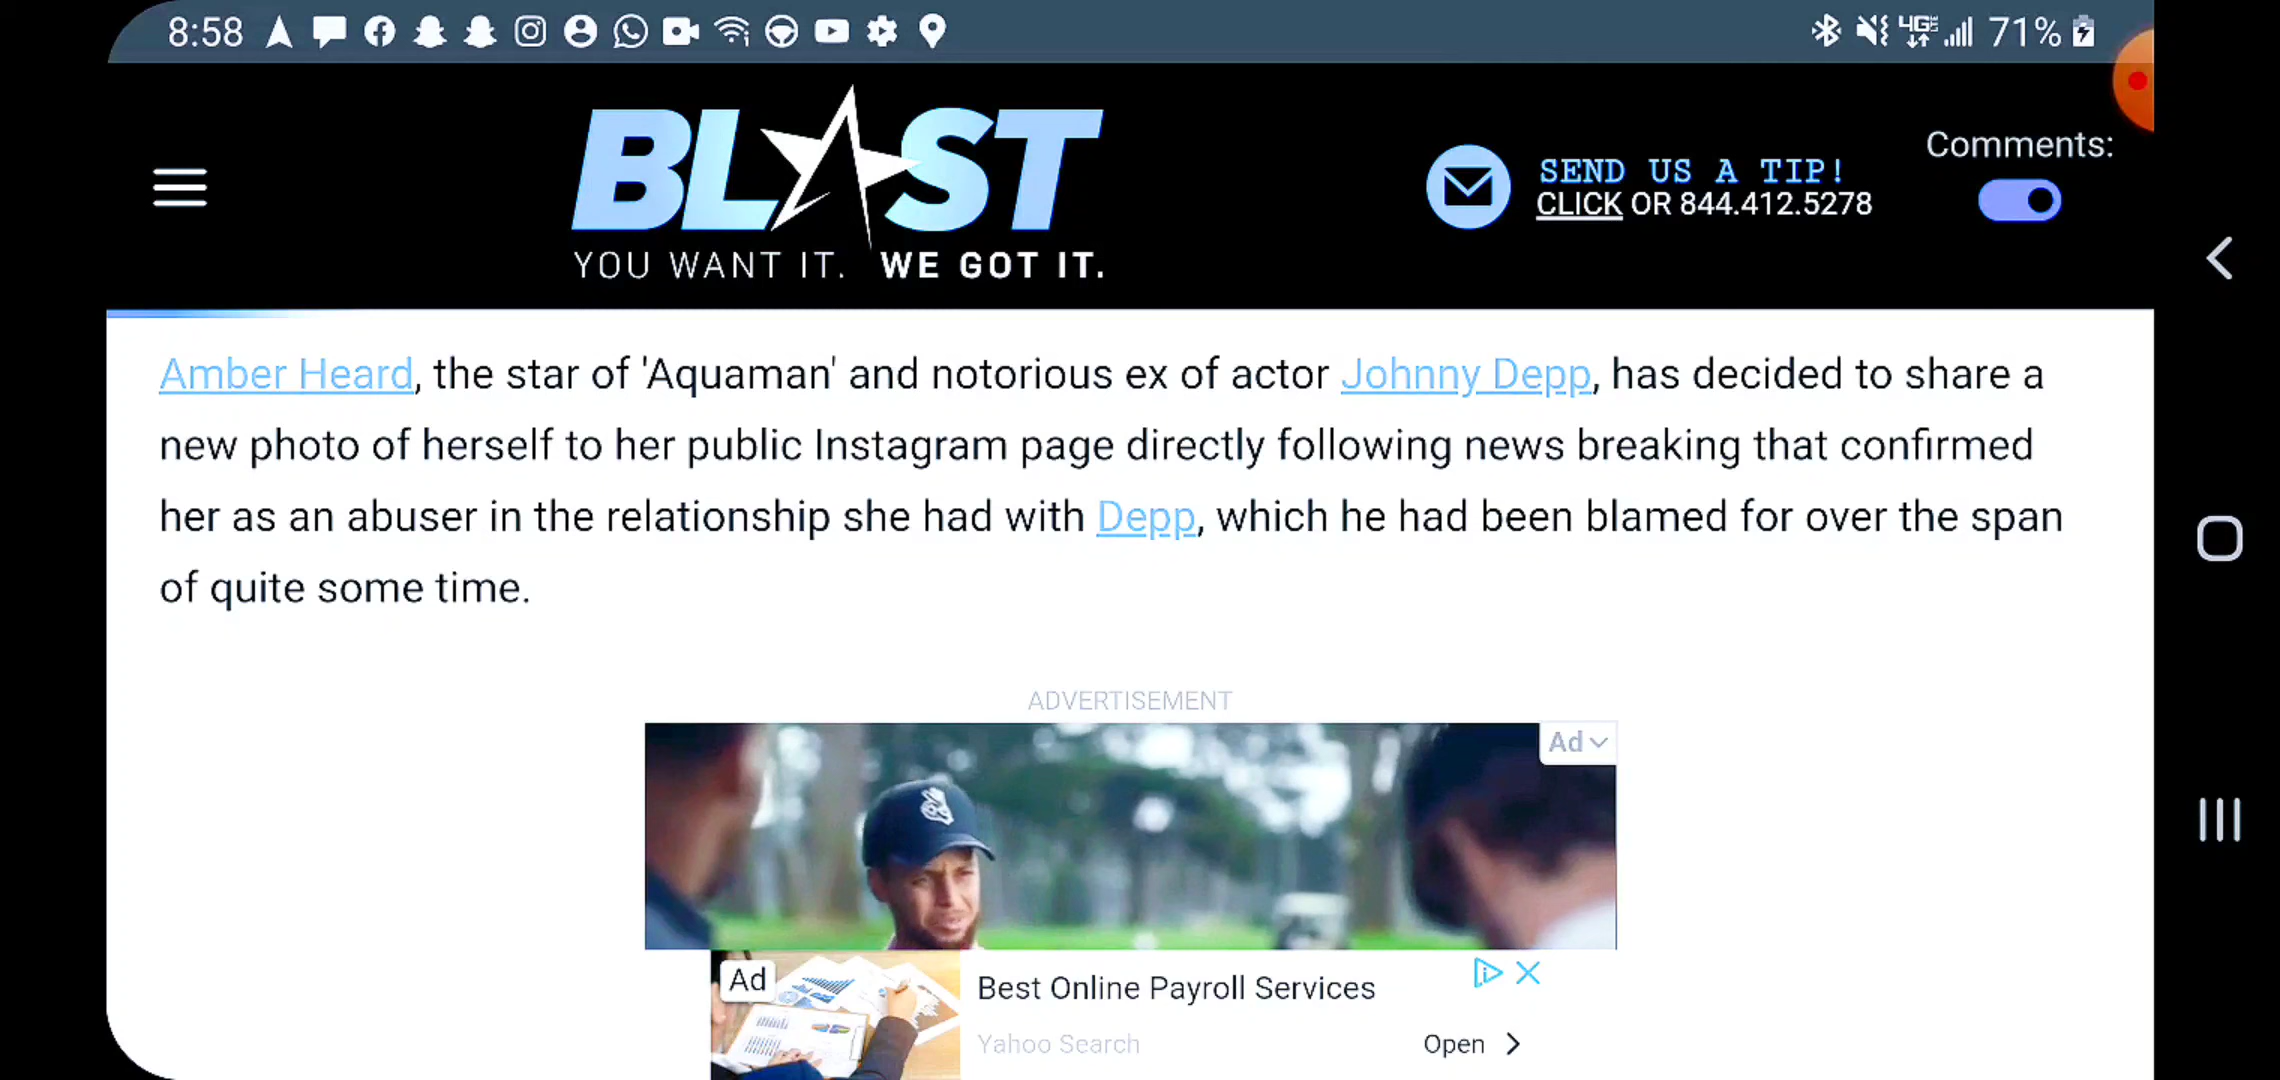 8:58
4GE 71%
BLAST
YOU WANT IT. WE GOT IT.
SEND US A TIP!
CLICK OR 844.412.5278
Comments:
Amber Heard, the star of 'Aquaman' and notorious ex of actor Johnny Depp, has decided to share a
new photo of herself to her public Instagram page directly following news breaking that confirmed
her as an abuser in the relationship she had with Depp, which he had been blamed for over the span
of quite some time.
ADVERTISEMENT
Ad
Ad
Best Online Payroll Services
Yahoo Search
Open